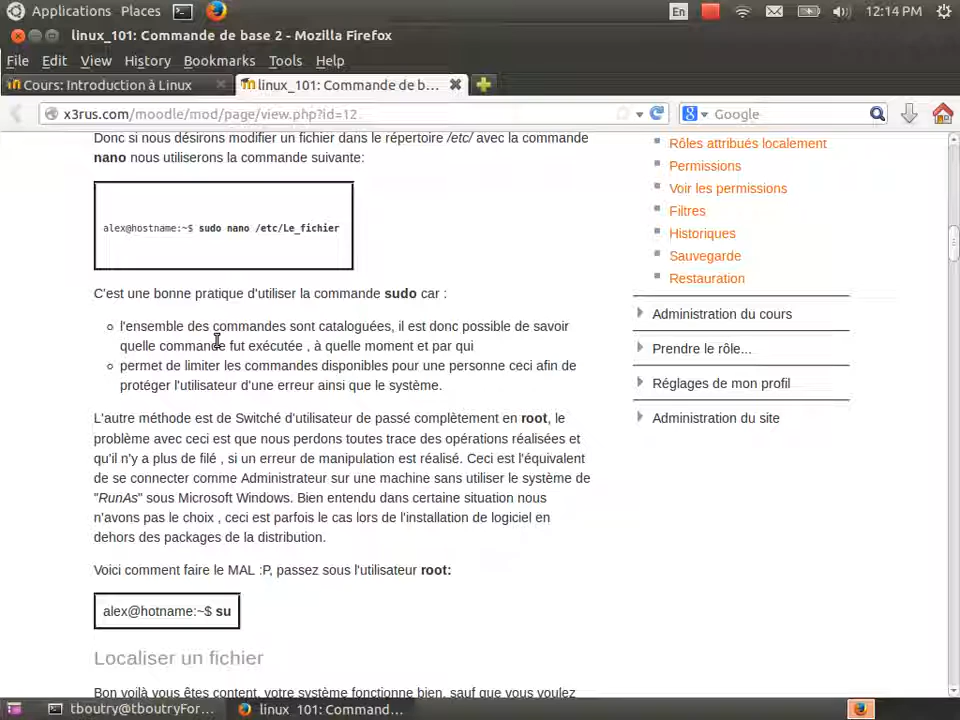 Applications Places En 12:14 PM
linux_101: Commande de base 2 - Mozilla Firefox
File Edit View History Bookmarks Tools Help
Cours: Introduction à Linux linux_101: Commande de b...
x3rus.com/moodle/mod/page/view.php?id=12 Google
Donc si nous désirons modifier un fichier dans le répertoire /etc/ avec la commande
nano nous utiliserons la commande suivante:
alex@hostname:~$ sudo nano /etc/Le_fichier
C'est une bonne pratique d'utiliser la commande sudo car :
l'ensemble des commandes sont cataloguées, il est donc possible de savoir
quelle commande fut exécutée , à quelle moment et par qui
permet de limiter les commandes disponibles pour une personne ceci afin de
protéger l'utilisateur d'une erreur ainsi que le système.
L'autre méthode est de Switché d'utilisateur de passé complètement en root, le
problème avec ceci est que nous perdons toutes trace des opérations réalisées et
qu'il n'y a plus de filé , si un erreur de manipulation est réalisé. Ceci est l'équivalent
de se connecter comme Administrateur sur une machine sans utiliser le système de
"RunAs" sous Microsoft Windows. Bien entendu dans certaine situation nous
n'avons pas le choix , ceci est parfois le cas lors de l'installation de logiciel en
dehors des packages de la distribution.
Voici comment faire le MAL :P, passez sous l'utilisateur root:
alex@hotname:~$ su
Localiser un fichier
Bon voilà vous êtes content, votre système fonctionne bien, sauf que vous voulez
Rôles attribués localement
Permissions
Voir les permissions
Filtres
Historiques
Sauvegarde
Restauration
Administration du cours
Prendre le rôle...
Réglages de mon profil
Administration du site
tboutry@tboutryFor... linux_101: Command...